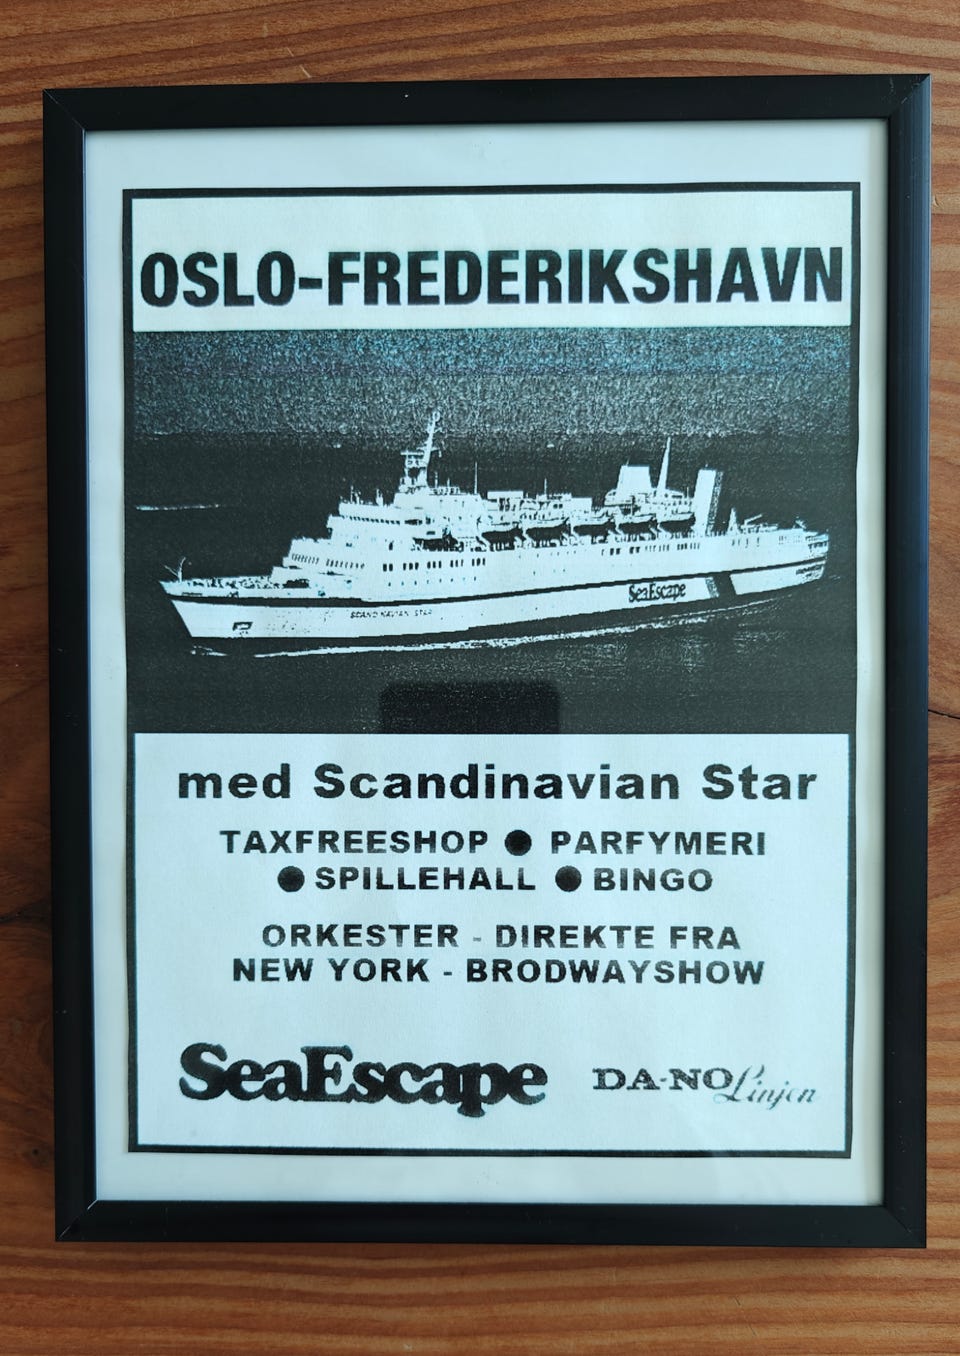 OSLO-FREDERIKSHAVN
SCANDINAVIAN STAR
SeaEscape
med Scandinavian Star
TAXFREESHOP ● PARFYMERI
● SPILLEHALL ● BINGO
ORKESTER - DIREKTE FRA
NEW YORK - BRODWAYSHOW
SeaEscape DA-NO Linjen